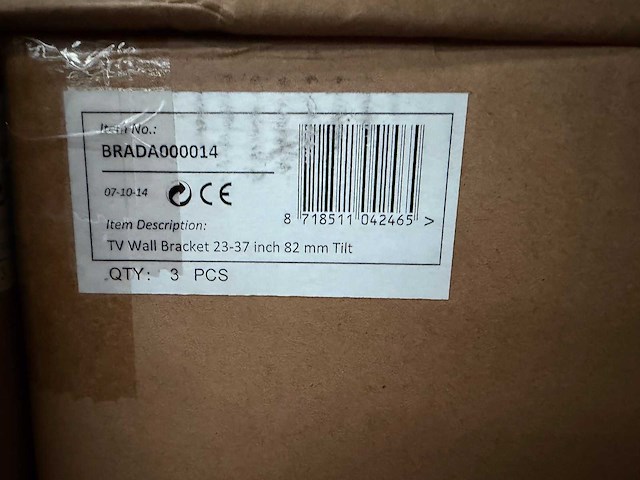 Item No.:
BRADA000014
07-10-14 CE
8 718511 042465 >
Item Description:
TV Wall Bracket 23-37 inch 82 mm Tilt
QTY: 3 PCS